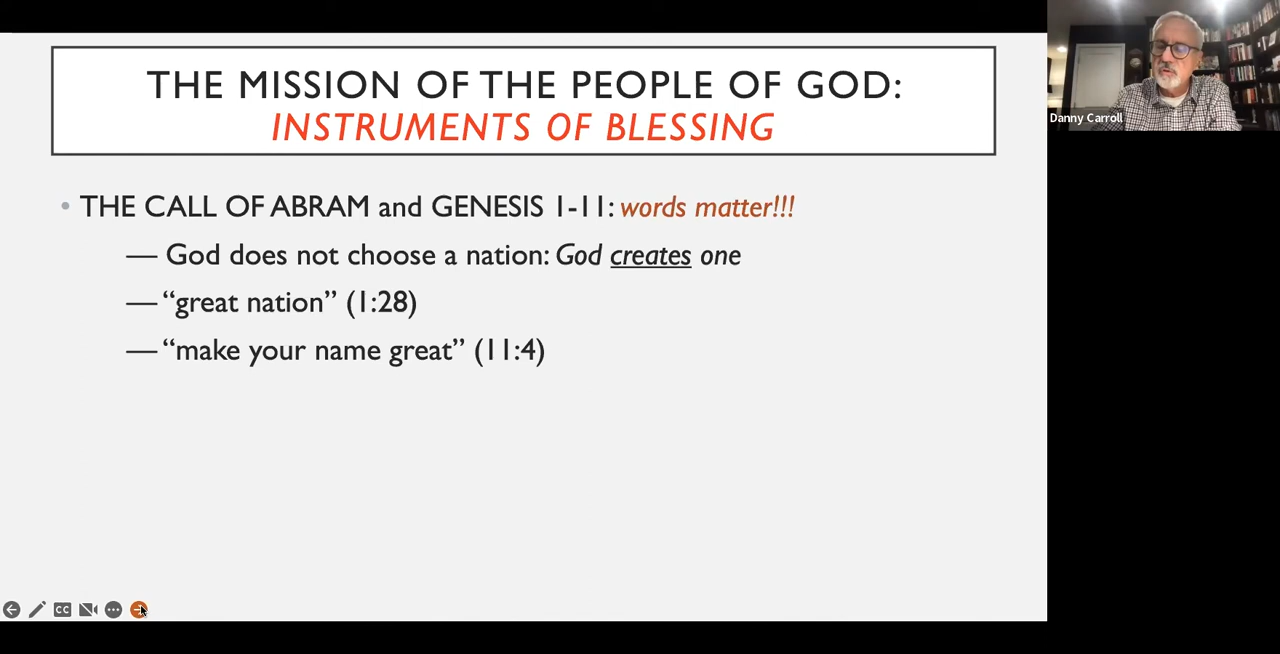 THE MISSION OF THE PEOPLE OF GOD:
INSTRUMENTS OF BLESSING
• THE CALL OF ABRAM and GENESIS 1-11: words matter!!!
— God does not choose a nation: God creates one
— “great nation” (1:28)
— “make your name great” (11:4)
Danny Carroll
CC